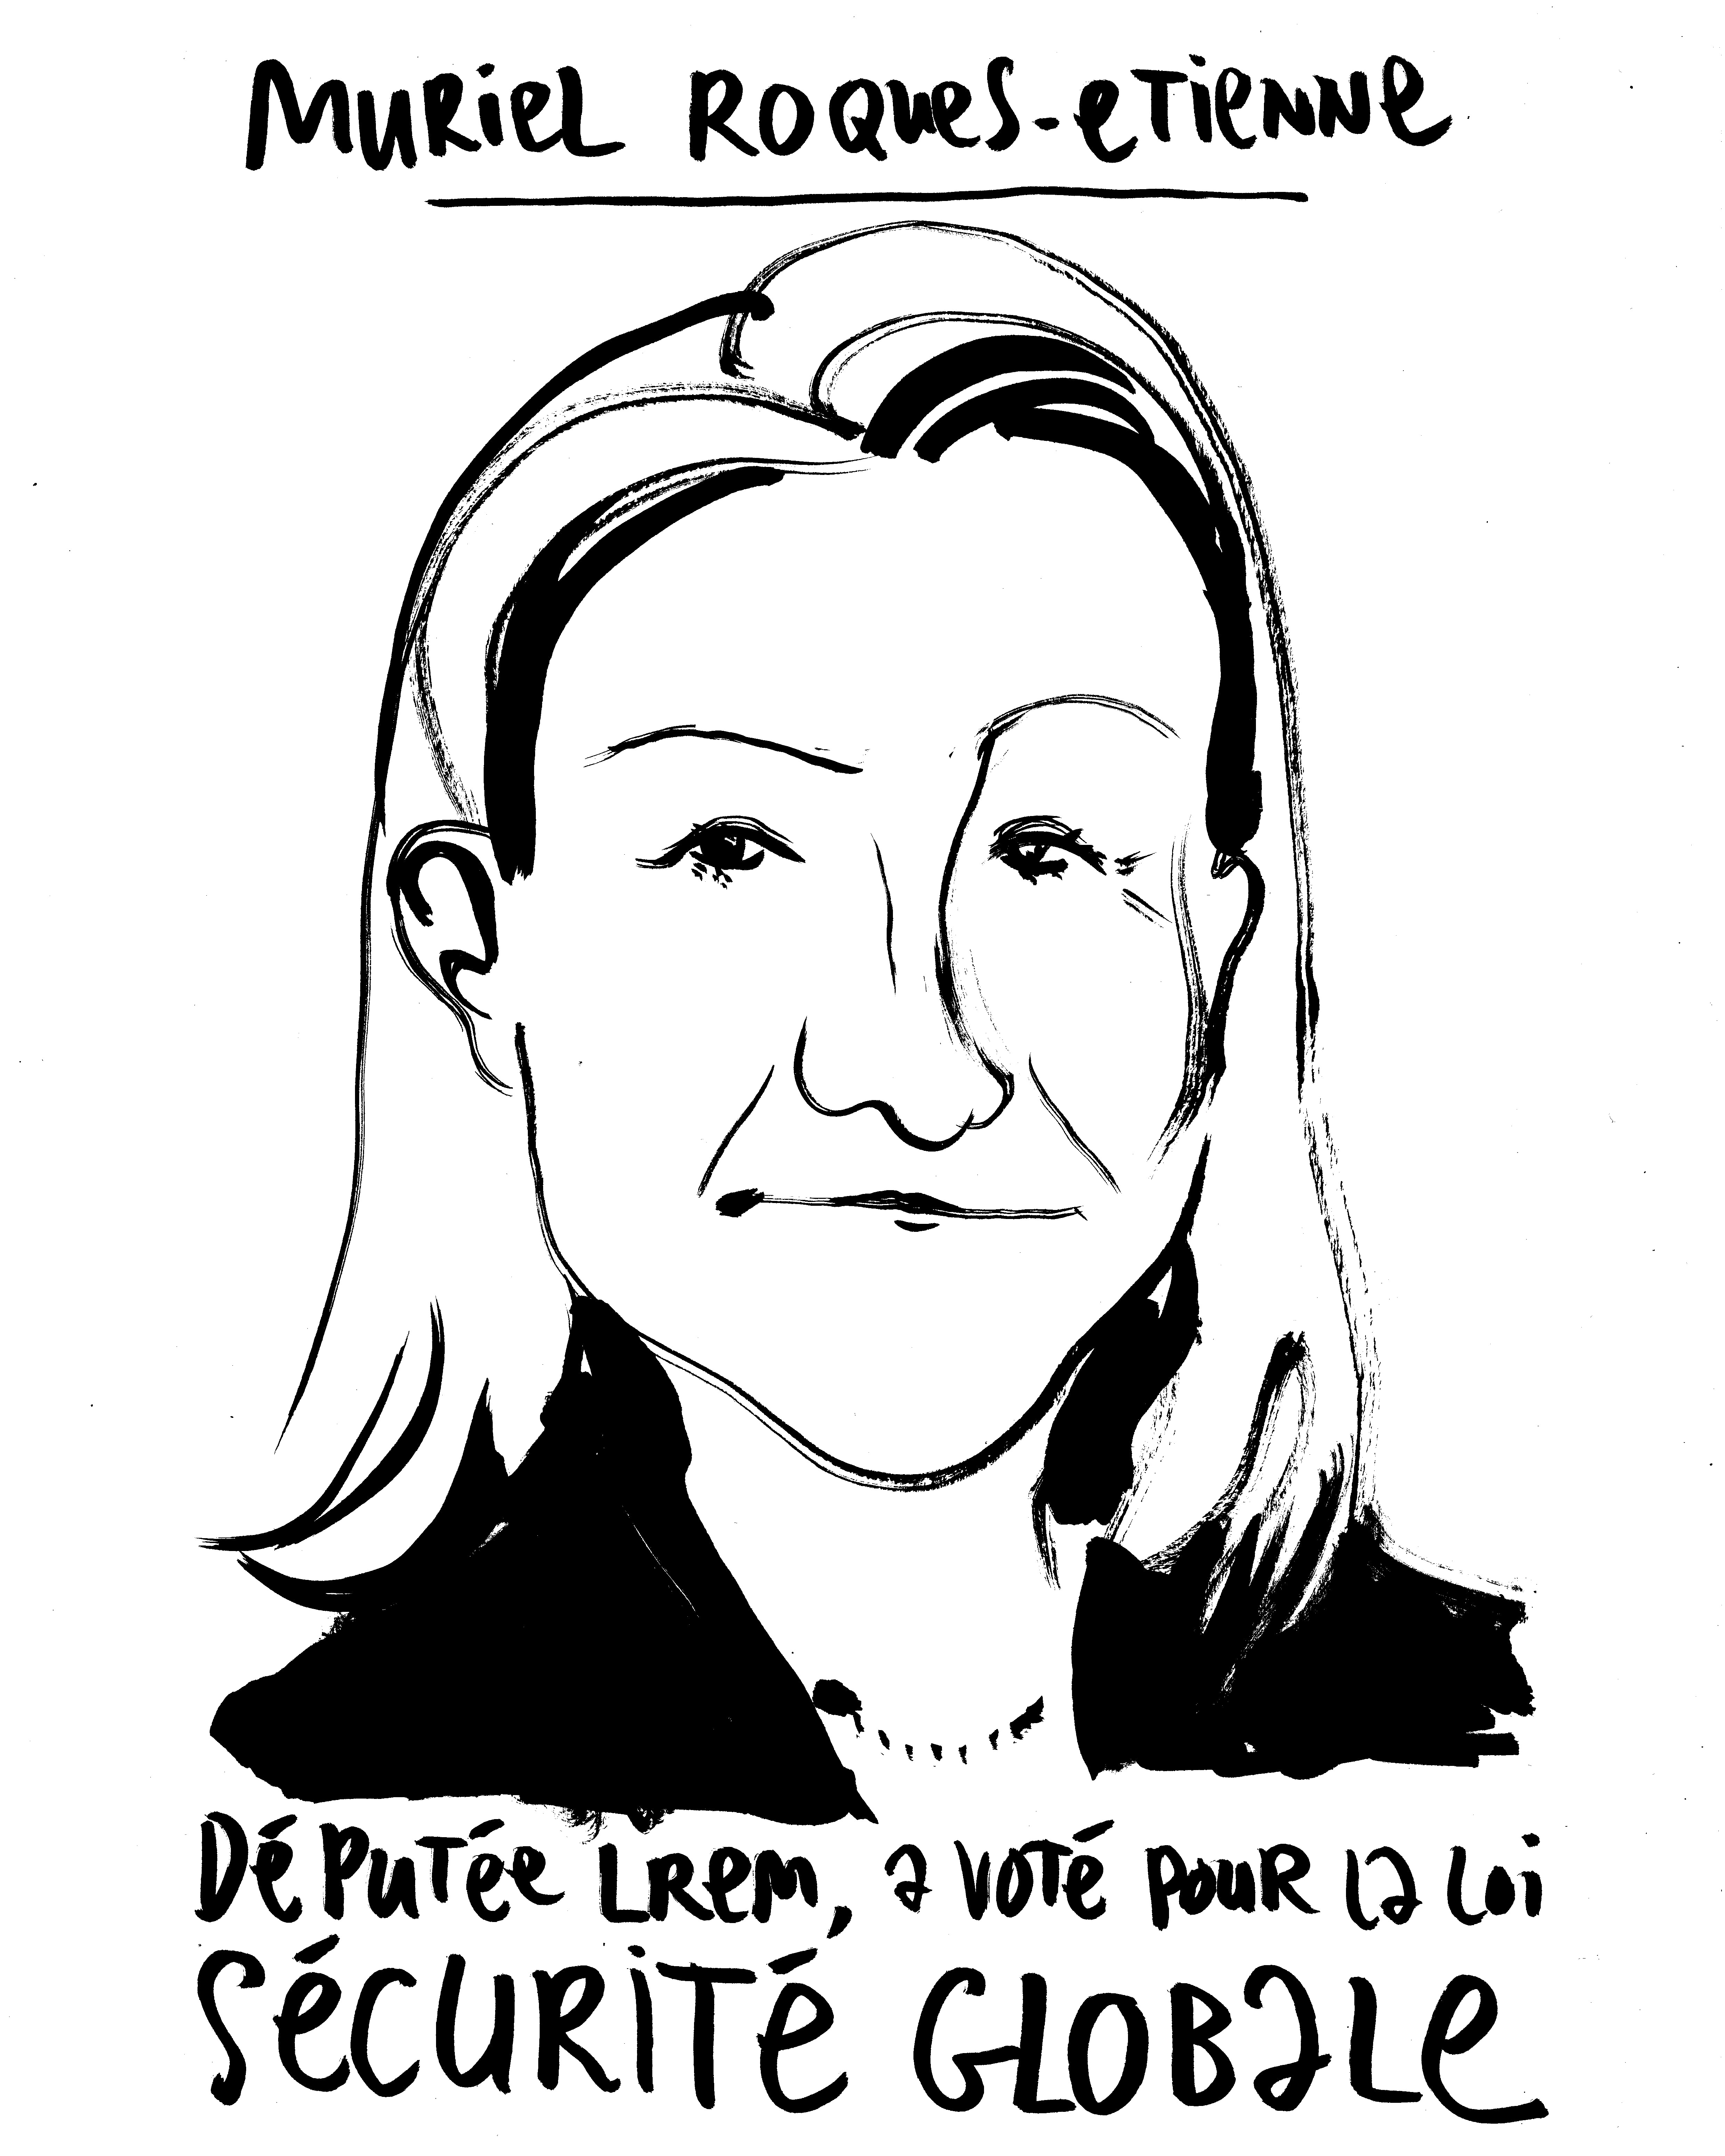 MURIEL ROQUES-ETIENNE
DÉPUTÉE LREM, a VOTÉ POUR la Loi
SÉCURITÉ GLOBaLE